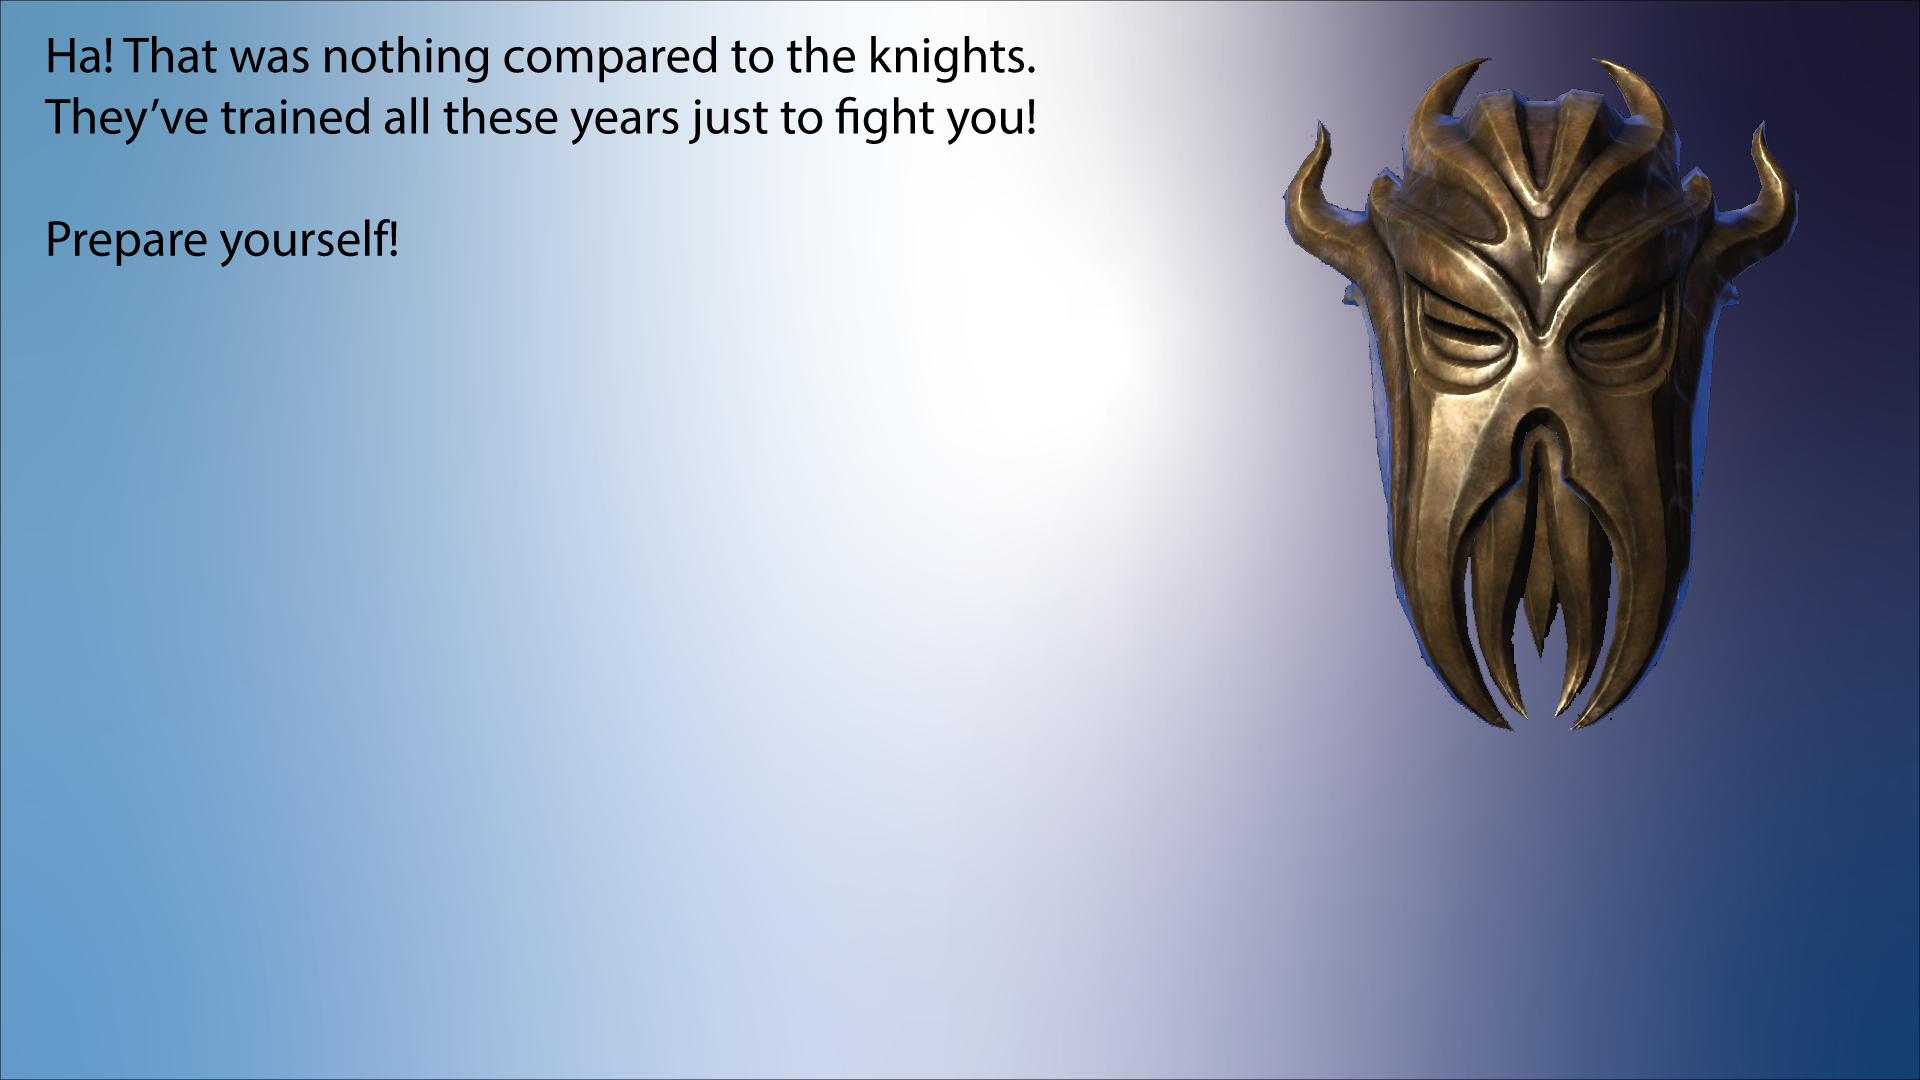 Ha! That was nothing compared to the knights.
They’ve trained all these years just to fight you!
Prepare yourself!